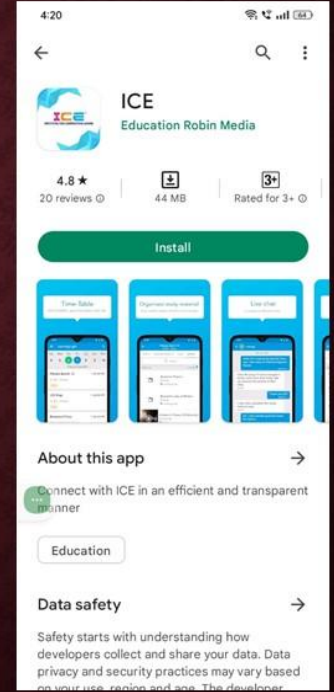 4:20
64
ICE
Education Robin Media
ICE
4.8★
20 reviews
44 MB
3+
Rated for 3+
Install
Time-Table
Organised study material
Live chat
About this app
Connect with ICE in an efficient and transparent
manner
Education
Data safety
Safety starts with understanding how
developers collect and share your data. Data
privacy and security practices may vary based
on your use, region and age. The developer